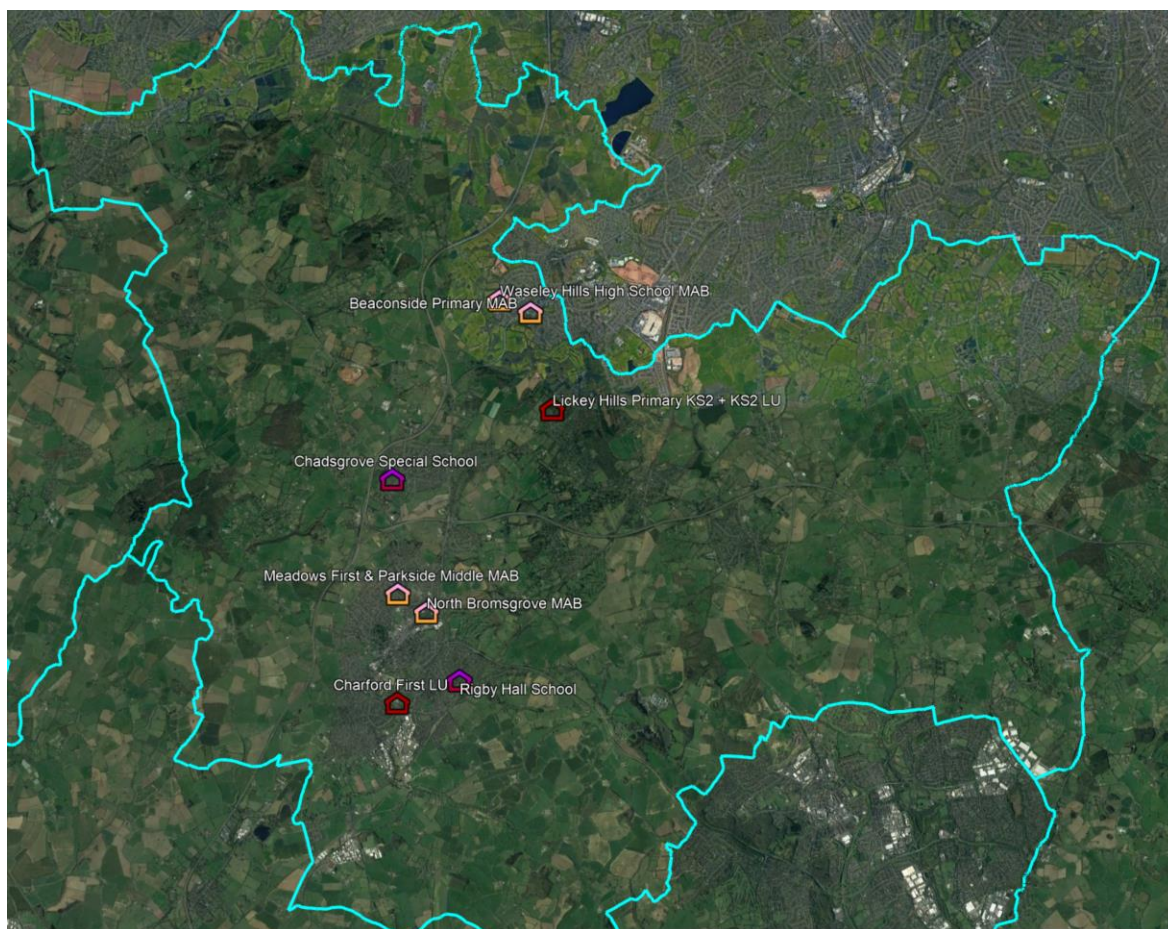 Waseley Hills High School MAB
Beaconside Primary MAB
Lickey Hills Primary KS2 + KS2 LU
Chadsgrove Special School
Meadows First & Parkside Middle MAB
North Bromsgrove MAB
Charford First LU
Rigby Hall School